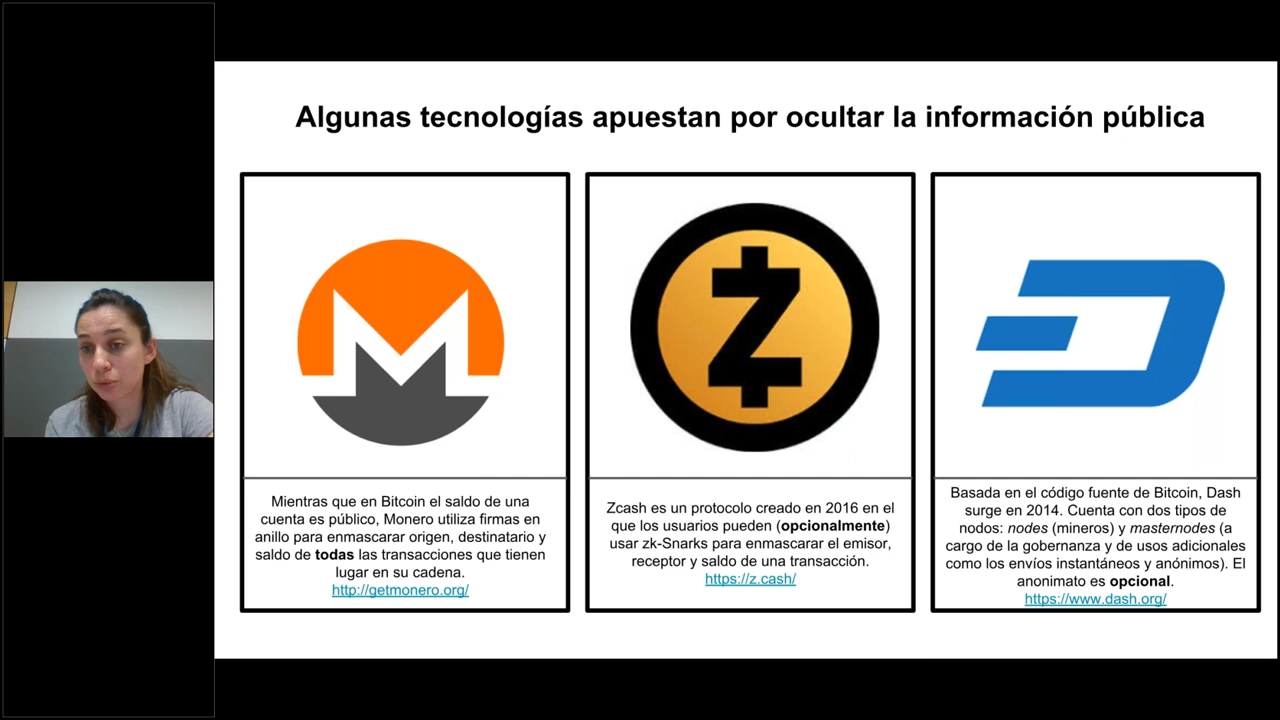 Algunas tecnologías apuestan por ocultar la información pública
Mientras que en Bitcoin el saldo de una
cuenta es público, Monero utiliza firmas en
anillo para enmascarar origen, destinatario y
saldo de todas las transacciones que tienen
lugar en su cadena.
http://getmonero.org/
Zcash es un protocolo creado en 2016 en el
que los usuarios pueden (opcionalmente)
usar zk-Snarks para enmascarar el emisor,
receptor y saldo de una transacción.
https://z.cash/
Basada en el código fuente de Bitcoin, Dash
surge en 2014. Cuenta con dos tipos de
nodos: nodes (mineros) y masternodes (a
cargo de la gobernanza y de usos adicionales
como los envíos instantáneos y anónimos). El
anonimato es opcional.
https://www.dash.org/